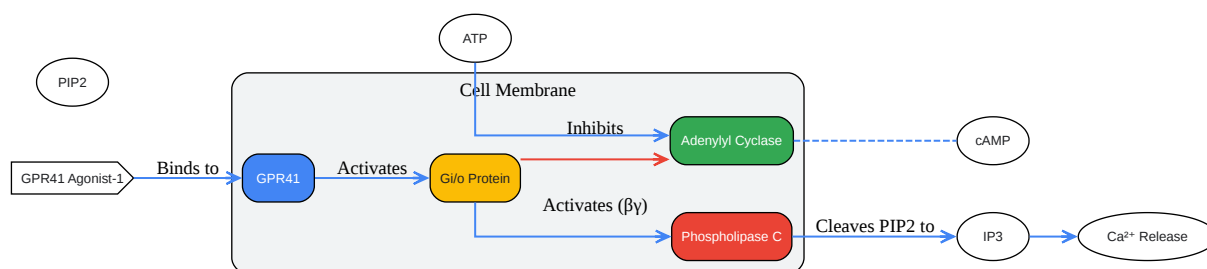 ATP
PIP2
Cell Membrane
Inhibits
Adenylyl Cyclase
cAMP
GPR41 Agonist-1
Binds to
GPR41
Activates
Gi/o Protein
Activates (βγ)
Phospholipase C
Cleaves PIP2 to
IP3
Ca²⁺ Release